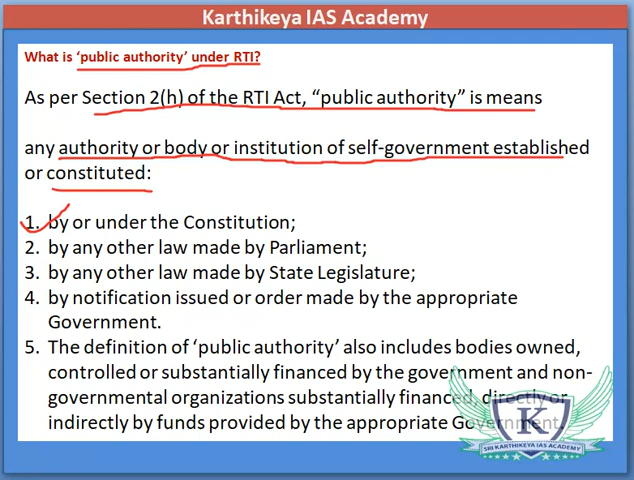 Karthikeya IAS Academy
What is ‘public authority’ under RTI?
As per Section 2(h) of the RTI Act, “public authority” is means
any authority or body or institution of self-government established
or constituted:
1. by or under the Constitution;
2. by any other law made by Parliament;
3. by any other law made by State Legislature;
4. by notification issued or order made by the appropriate
Government.
5. The definition of ‘public authority’ also includes bodies owned,
controlled or substantially financed by the government and non-
governmental organizations substantially financed, directly or
indirectly by funds provided by the appropriate Government.
K
SRI KARTHIKEYA IAS ACADEMY